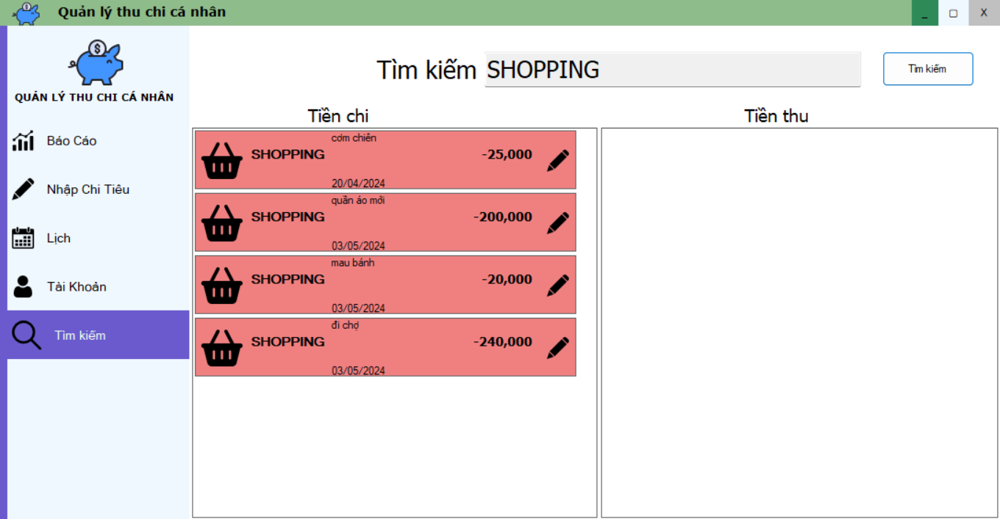 Quản lý thu chi cá nhân
_ □ X
QUẢN LÝ THU CHI CÁ NHÂN
Báo Cáo
Nhập Chi Tiêu
Lịch
Tài Khoản
Tìm kiếm
Tìm kiếm SHOPPING
Tìm kiếm
Tiền chi
cơm chiên
SHOPPING -25,000
20/04/2024
quần áo mới
SHOPPING -200,000
03/05/2024
mau bánh
SHOPPING -20,000
03/05/2024
đi chợ
SHOPPING -240,000
03/05/2024
Tiền thu